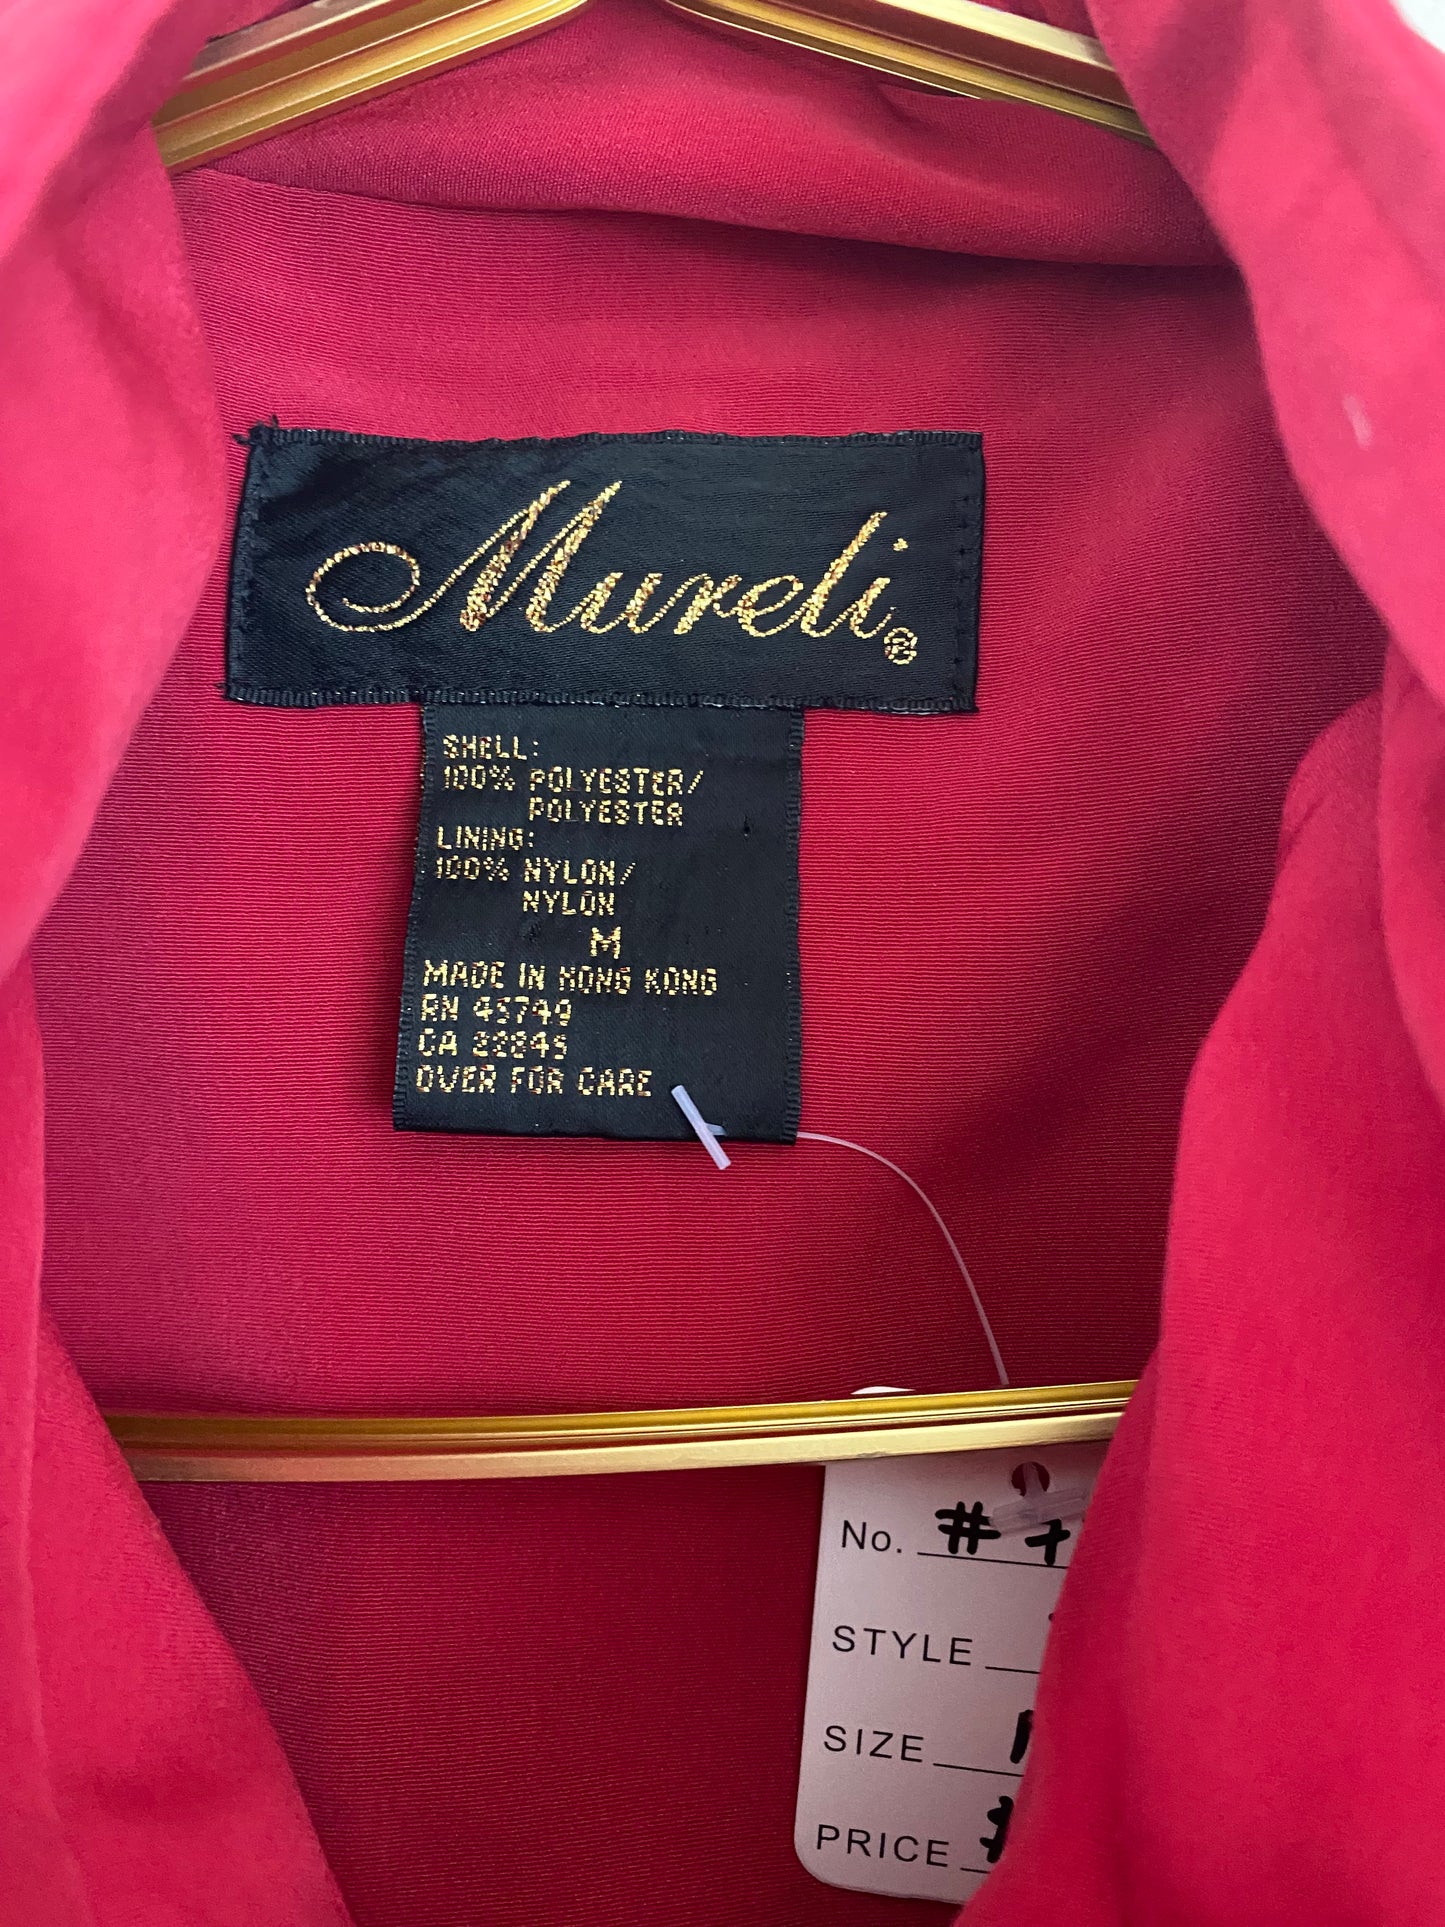 Mureli®
SHELL:
100% POLYESTER/
POLYESTER
LINING:
100% NYLON/
NYLON
M
MADE IN HONG KONG
RN 45749
CA 22245
OVER FOR CARE
No. #
STYLE
SIZE
PRICE $